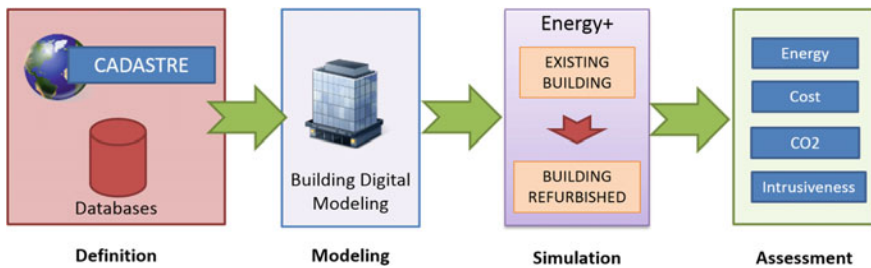 CADASTRE
Databases
Definition
Building Digital
Modeling
Modeling
Energy+
EXISTING
BUILDING
BUILDING
REFURBISHED
Simulation
Energy
Cost
CO2
Intrusiveness
Assessment